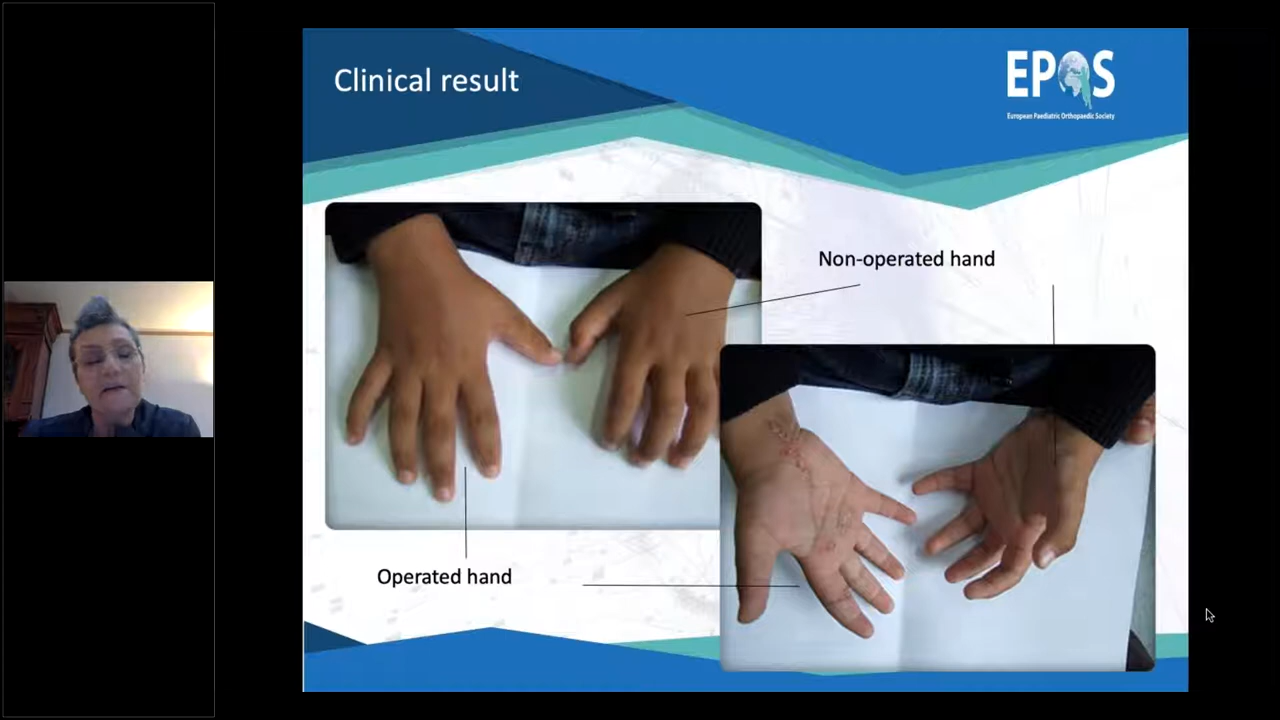 Clinical result
EPOS
European Paediatric Orthopaedic Society
Non-operated hand
Operated hand